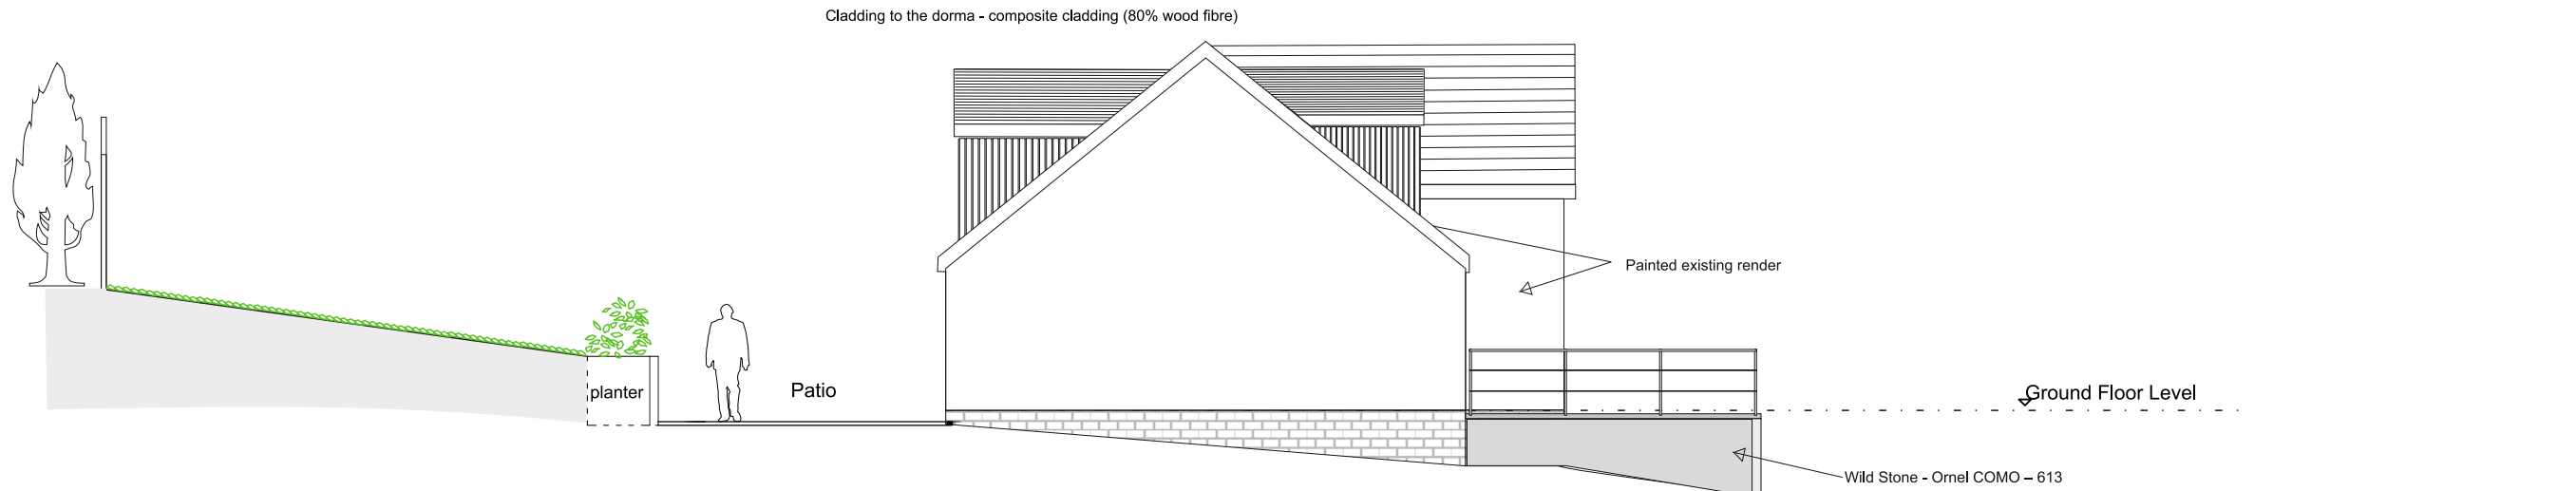 Cladding to the dorma - composite cladding (80% wood fibre)
Painted existing render
planter
Patio
Ground Floor Level
Wild Stone - Ornel COMO – 613